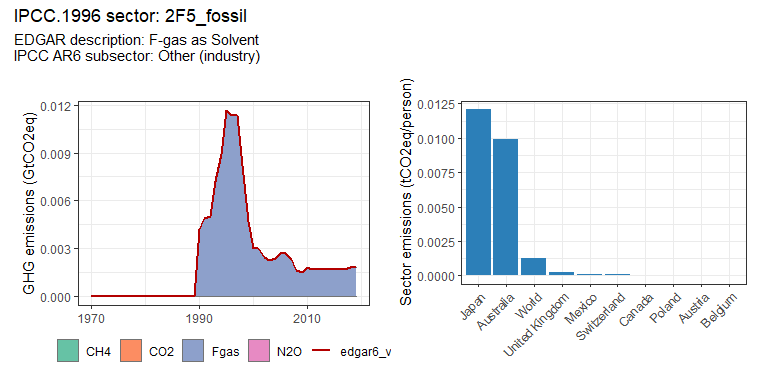 IPCC.1996 sector: 2F5_fossil
EDGAR description: F-gas as Solvent
IPCC AR6 subsector: Other (industry)
GHG emissions (GtCO2eq)
0.012
0.009
0.006
0.003
0.000
1970
1990
2010
CH4
CO2
Fgas
N2O
edgar6_v
Sector emissions (tCO2eq/person)
0.0125
0.0100
0.0075
0.0050
0.0025
0.0000
Japan
Australia
World
United Kingdom
Mexico
Switzerland
Canada
Poland
Austria
Belgium